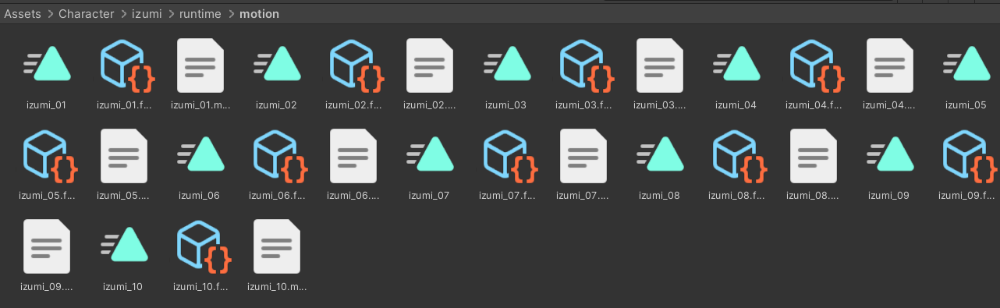 Assets > Character > izumi > runtime > motion
izumi_01 izumi_01.f... izumi_01.m... izumi_02 izumi_02.f... izumi_02.... izumi_03 izumi_03.f... izumi_03.... izumi_04 izumi_04.f... izumi_04.... izumi_05
izumi_05.f... izumi_05.... izumi_06 izumi_06.f... izumi_06.... izumi_07 izumi_07.f... izumi_07.... izumi_08 izumi_08.f... izumi_08.... izumi_09 izumi_09.f...
izumi_09.... izumi_10 izumi_10.f... izumi_10.m...